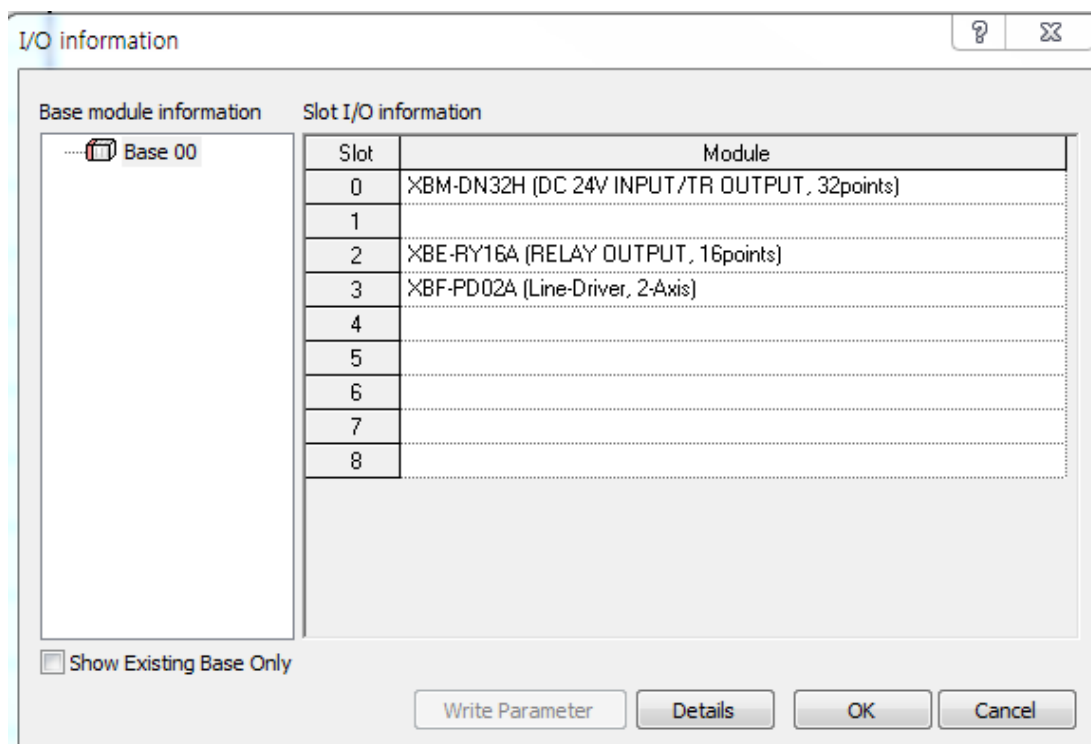 I/O information
Base module information
Slot I/O information
Base 00
Slot Module
0 XBM-DN32H (DC 24V INPUT/TR OUTPUT, 32points)
1
2 XBE-RY16A (RELAY OUTPUT, 16points)
3 XBF-PD02A (Line-Driver, 2-Axis)
4
5
6
7
8
Show Existing Base Only
Write Parameter Details OK Cancel